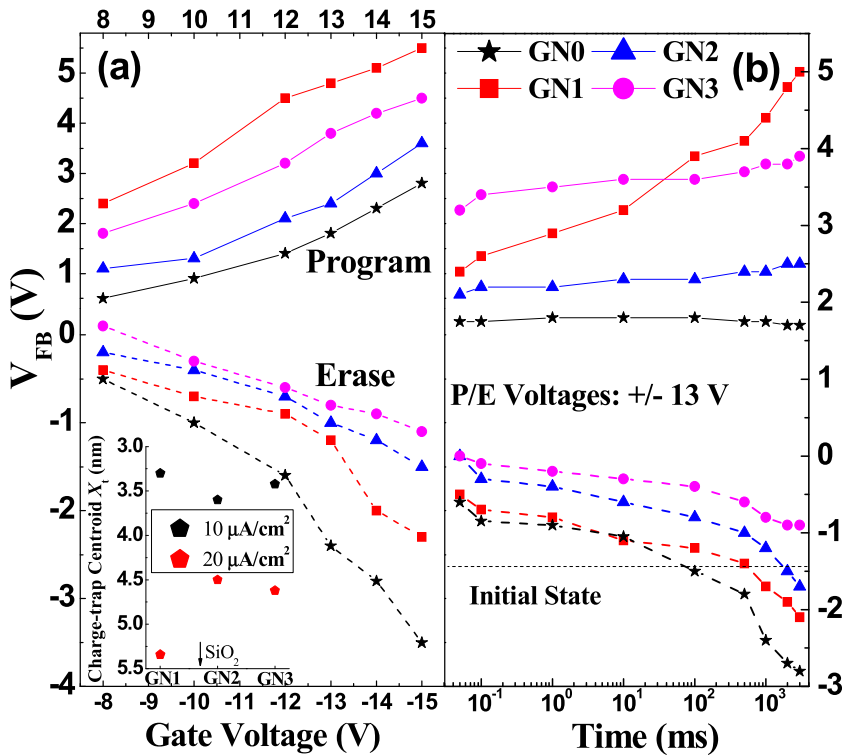 8 9 10 11 12 13 14 15
(a)
5
4
3
2
1
0
-1
-2
-3
-4
V_FB (V)
Program
Erase
3.0
3.5
4.0
4.5
5.0
5.5
Charge-trap Centroid X_t (nm)
10 μA/cm²
20 μA/cm²
SiO₂
GN1 GN2 GN3
-8 -9 -10 -11 -12 -13 -14 -15
Gate Voltage (V)
GN0 GN2
GN1 GN3
(b)
P/E Voltages: +/- 13 V
Initial State
5
4
3
2
1
0
-1
-2
-3
10⁻¹ 10⁰ 10¹ 10² 10³
Time (ms)